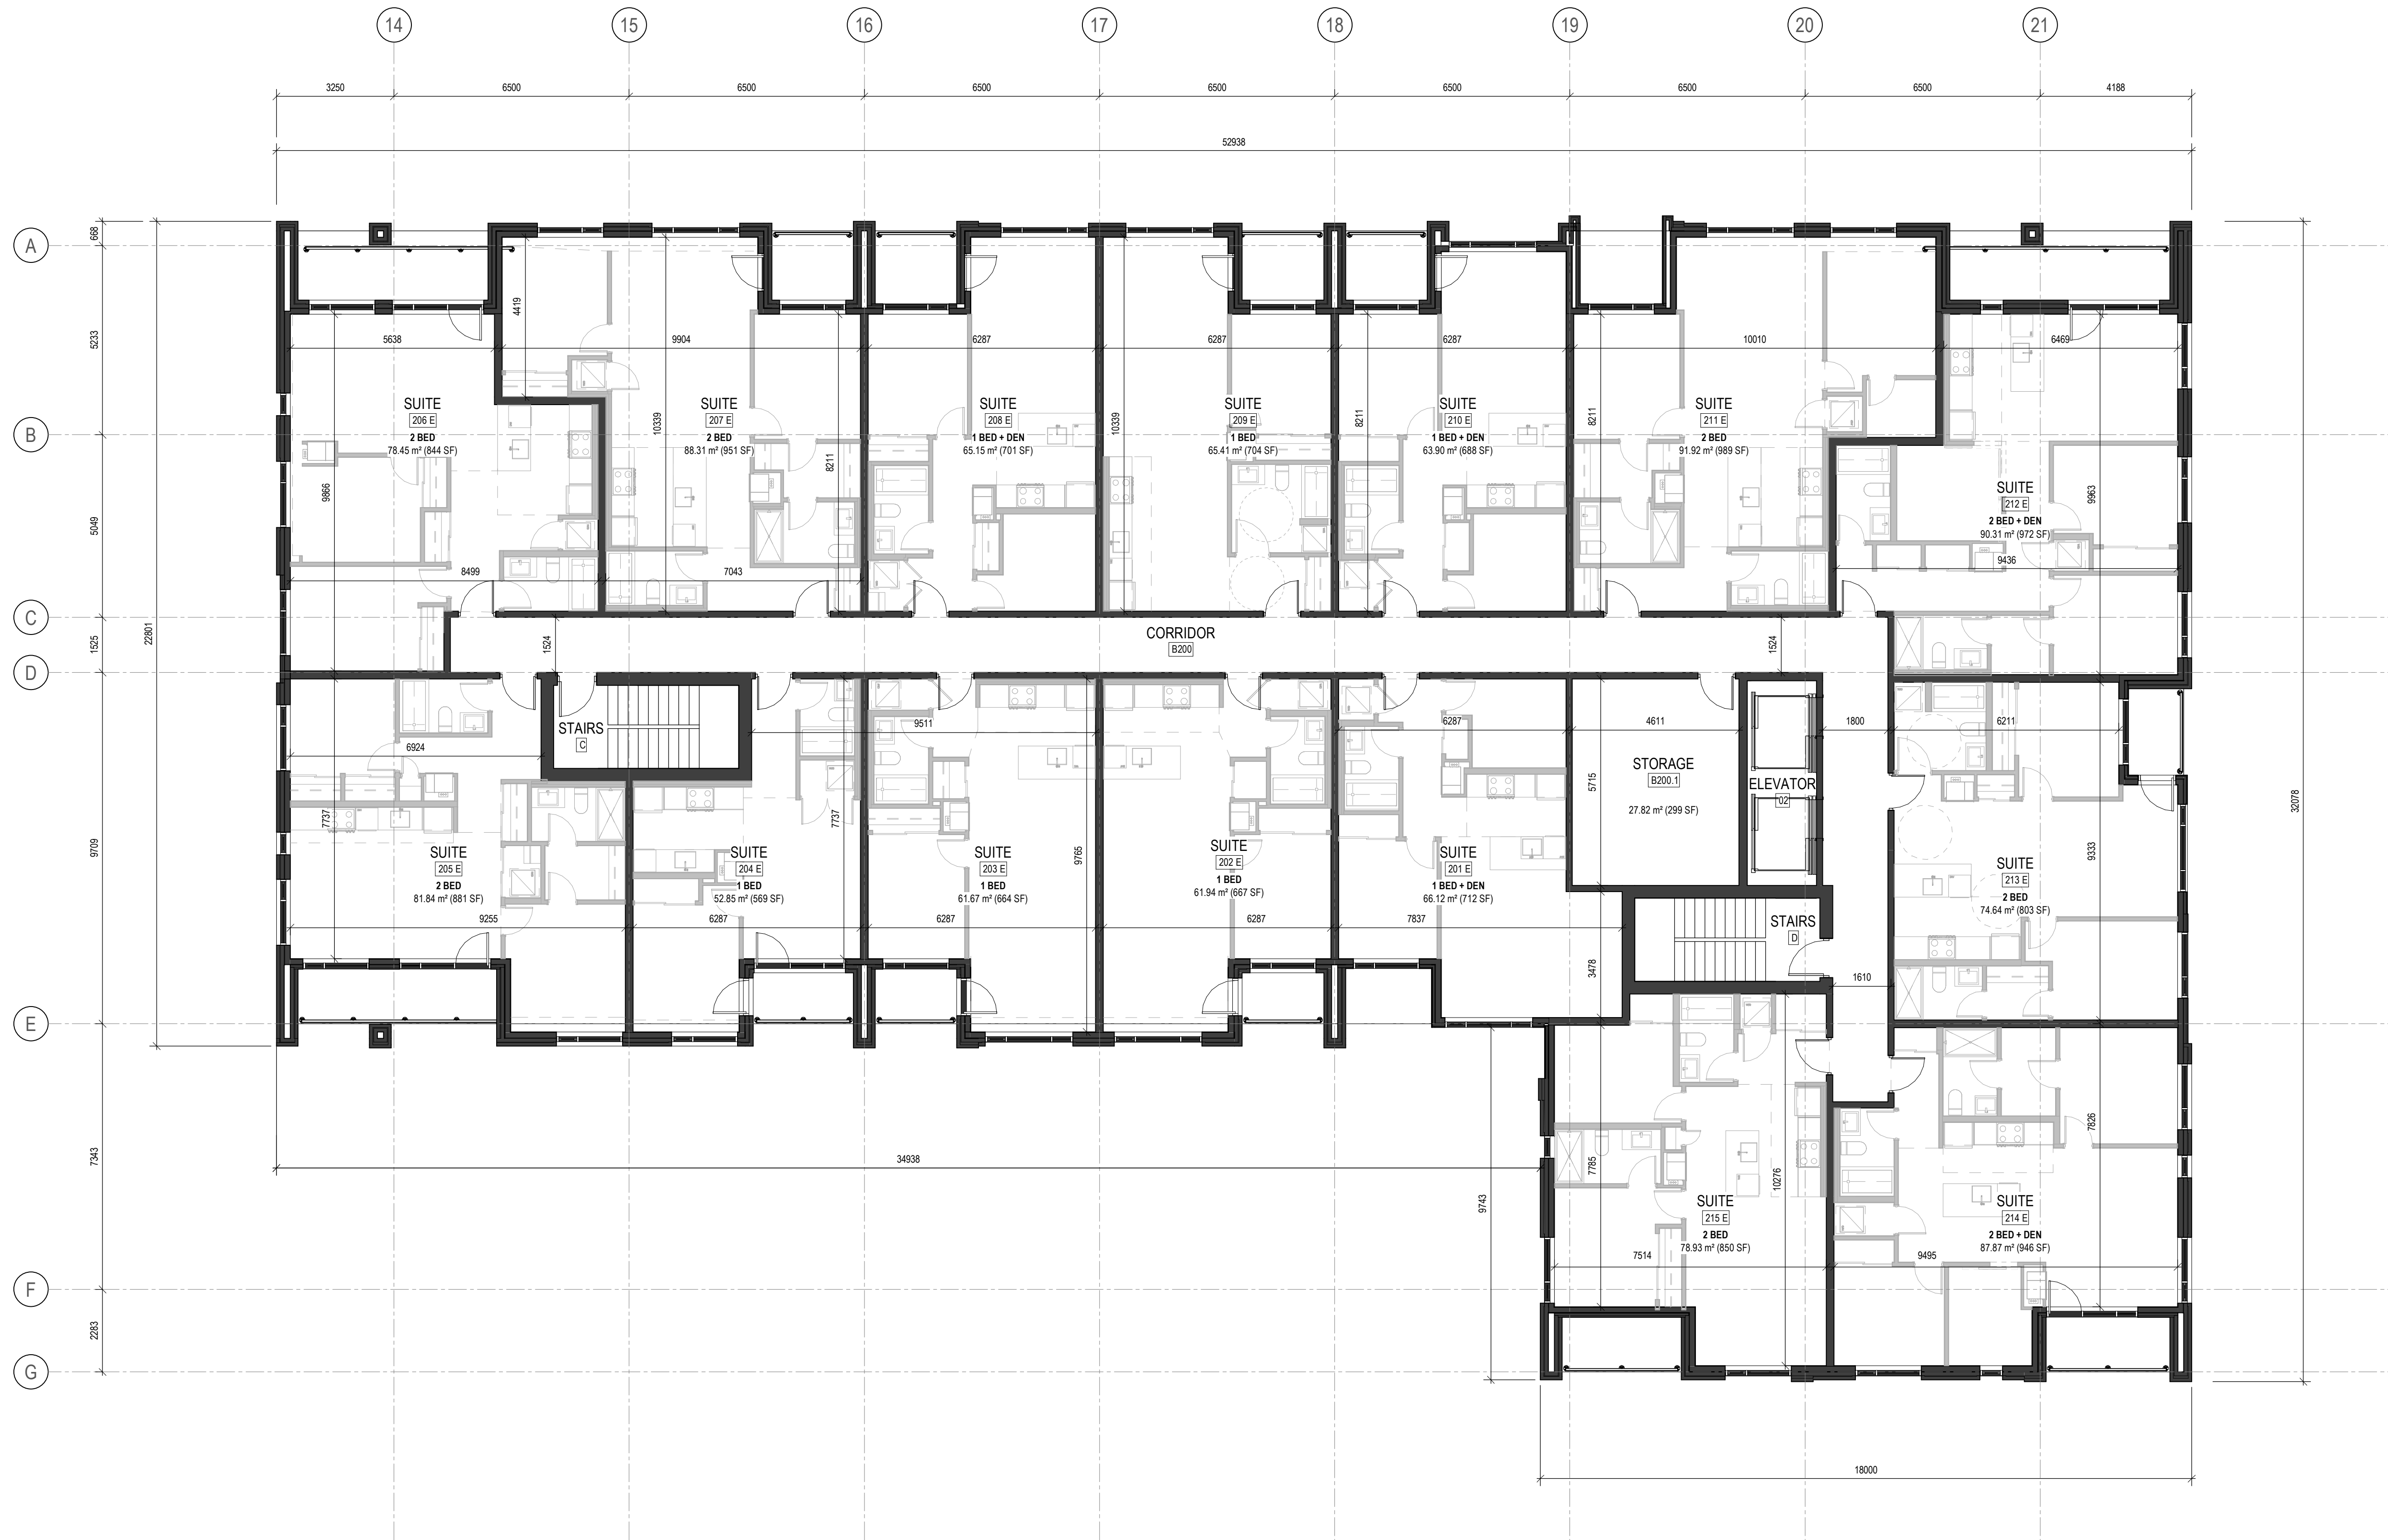 14 15 16 17 18 19 20 21
3250 6500 6500 6500 6500 6500 6500 6500 4188
52938
A
B
C
D
E
F
G
668
5233
5049
1525
9709
7343
2283
22801
32078
4419
5638 9904 6287 6287 6287 10010 6469
SUITE
206 E
2 BED
78.45 m² (844 SF)
SUITE
207 E
2 BED
88.31 m² (951 SF)
SUITE
208 E
1 BED + DEN
65.15 m² (701 SF)
SUITE
209 E
1 BED
65.41 m² (704 SF)
SUITE
210 E
1 BED + DEN
63.90 m² (688 SF)
SUITE
211 E
2 BED
91.92 m² (989 SF)
SUITE
212 E
2 BED + DEN
90.31 m² (972 SF)
9866
10339
8211
10339
8211
8211
9963
8499 7043 9436
1524
CORRIDOR
B200
1524
STAIRS
C
6924
9511
6287
4611
1800
6211
7737
7737
9765
5715
9333
STORAGE
B200.1
27.82 m² (299 SF)
ELEVATOR
02
SUITE
205 E
2 BED
81.84 m² (881 SF)
SUITE
204 E
1 BED
52.85 m² (569 SF)
SUITE
203 E
1 BED
61.67 m² (664 SF)
SUITE
202 E
1 BED
61.94 m² (667 SF)
SUITE
201 E
1 BED + DEN
66.12 m² (712 SF)
SUITE
213 E
2 BED
74.64 m² (803 SF)
9255 6287 6287 6287 7837
STAIRS
D
3478
1610
34938
9743
7785
10276
7826
SUITE
215 E
2 BED
78.93 m² (850 SF)
SUITE
214 E
2 BED + DEN
87.87 m² (946 SF)
7514 9495
18000